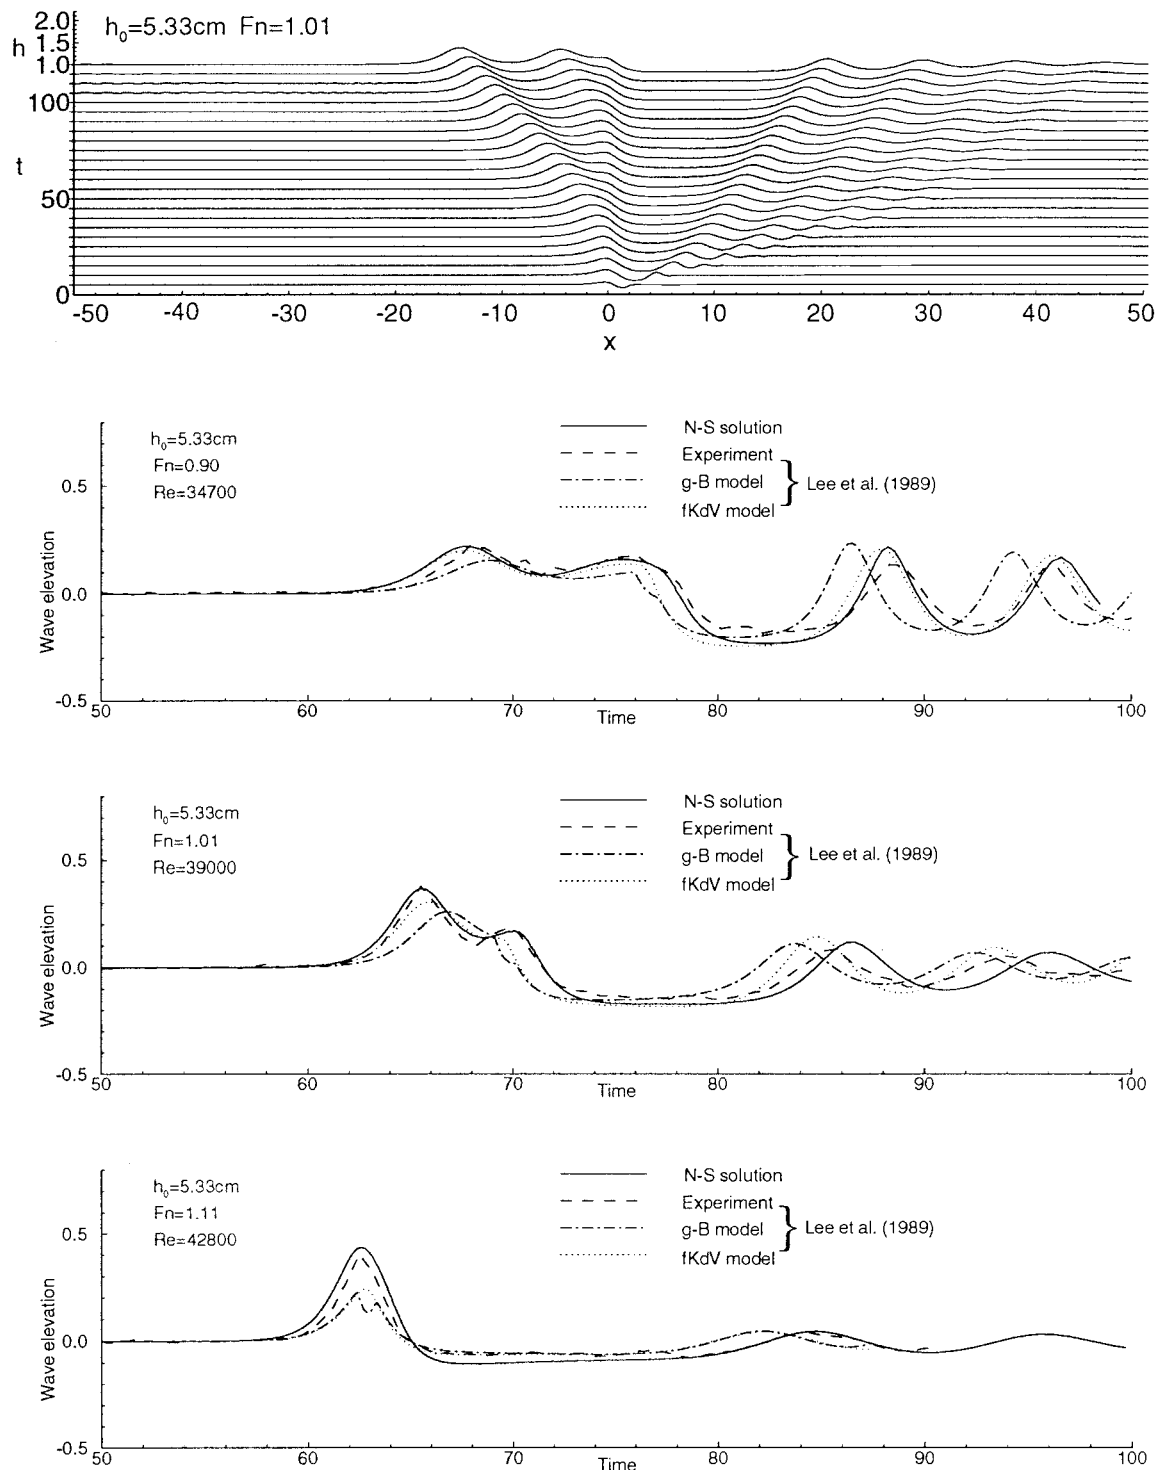 h₀=5.33cm Fn=1.01
2.0
1.5
h
1.0
100
t
50
0
-50 -40 -30 -20 -10 0 10 20 30 40 50
x
h₀=5.33cm
Fn=0.90
Re=34700
N-S solution
Experiment
g-B model
fKdV model
} Lee et al. (1989)
Wave elevation
0.5
0.0
-0.5
50 60 70 80 90 100
Time
h₀=5.33cm
Fn=1.01
Re=39000
N-S solution
Experiment
g-B model
fKdV model
} Lee et al. (1989)
Wave elevation
0.5
0.0
-0.5
50 60 70 80 90 100
Time
h₀=5.33cm
Fn=1.11
Re=42800
N-S solution
Experiment
g-B model
fKdV model
} Lee et al. (1989)
Wave elevation
0.5
0.0
-0.5
50 60 70 80 90 100
Time